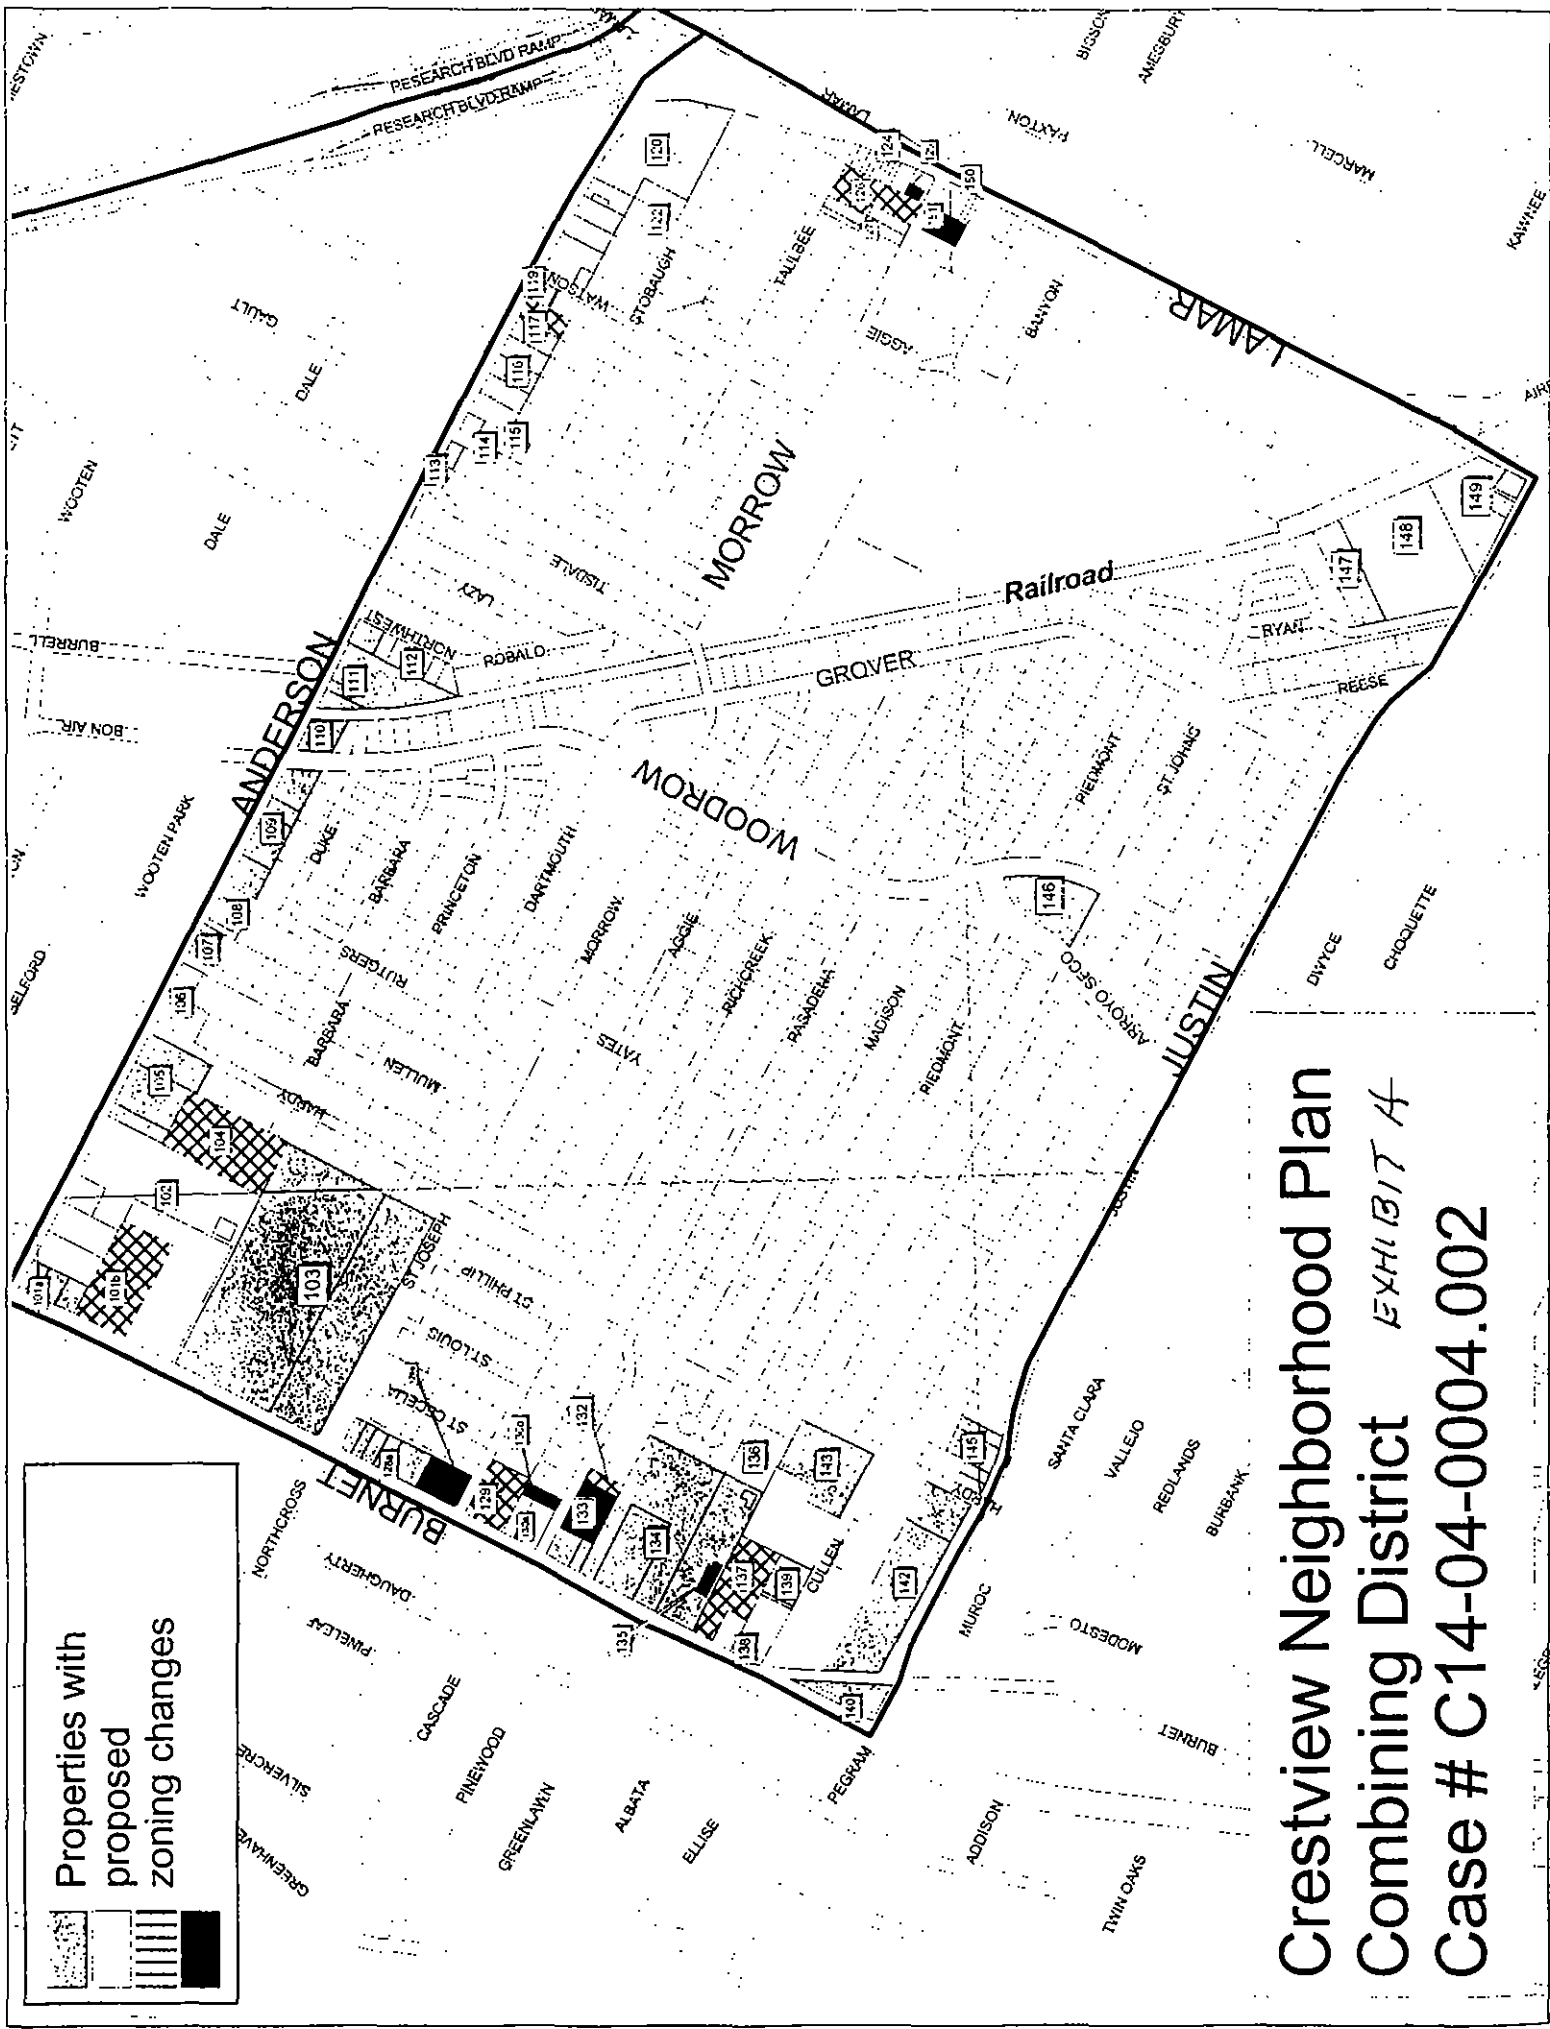 Properties with
proposed
zoning changes
Crestview Neighborhood Plan
Combining District
EXHIBIT A
Case # C14-04-0004.002
BURNET
ANDERSON
LAMAR
JUSTIN
MORROW
WOODROW
GROVER
Railroad
RESEARCH BLVD RAMP
RESEARCH BLVD RAMP
GAULT
DALE
DALE
WOOTEN
BURRELL
BON AIR
WOOTEN PARK
LAMAR
PAXTON
AMESBURY
MARCELL
KAWNEE
WATSON
STOBAUGH
TAULBEE
AGGIE
BANYON
TISDALE
LAZY
NORTHWEST
ROBALO
DUKE
BARBARA
PRINCETON
DARTMOUTH
RUTGERS
BARBARA
MULLEN
HARDY
YATES
MORROW
AGGIE
RICHCREEK
PASADENA
MADISON
PIEDMONT
PIEDMONT
ST JOHNS
RYAN
REESE
ARROYO SECO
DWYCE
CHOQUETTE
JUSTIN
ST JOSEPH
ST PHILLIP
ST LOUIS
ST CECELIA
CULLEN
SANTA CLARA
VALLEJO
REDLANDS
BURBANK
MUROC
MODESTO
BURNET
NORTHCROSS
DAUGHERTY
PINELEAF
CASCADE
PINEWOOD
GREENLAWN
ALBATA
ELLISE
PEGRAM
ADDISON
TWIN OAKS
101b
102
103
104
105
106
107
108
109
110
111
112
113
114
115
116
117
119
120
122
124
150
129
132
133
134
135
136
137
138
139
140
142
143
145
146
147
148
149